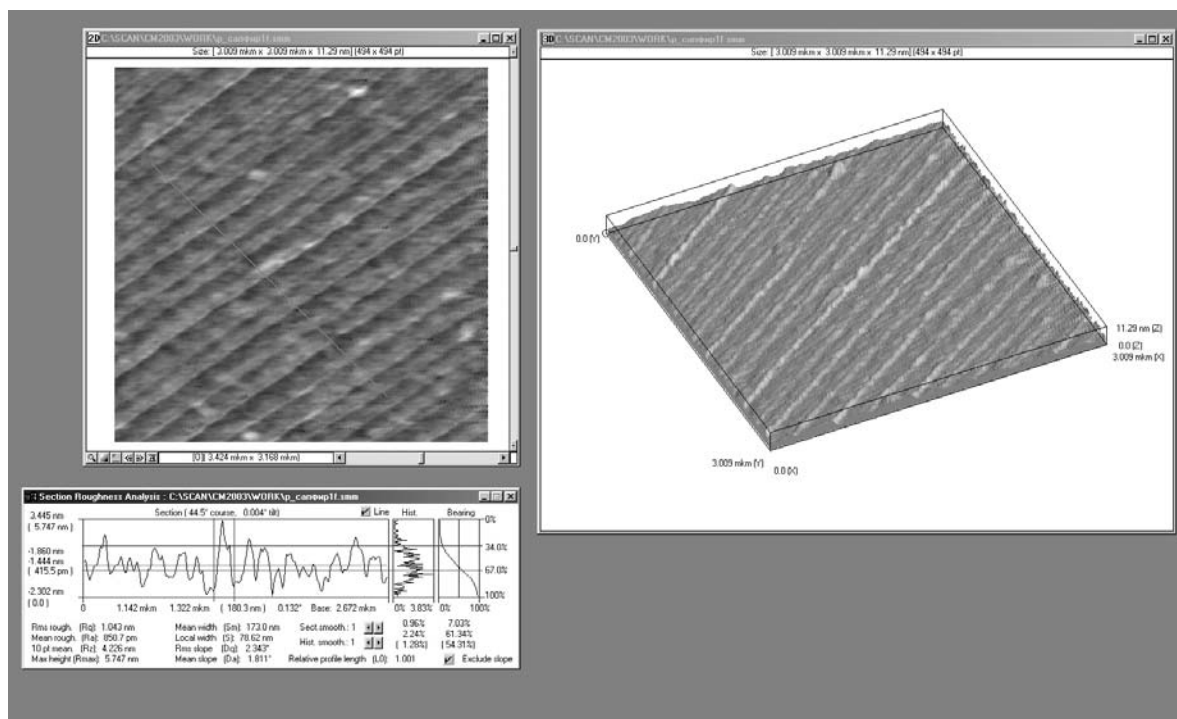 2D C:\SCAN\CM2003\WORK\p_сапфир1f.smm
Size: [ 3.009 mkm x 3.009 mkm x 11.29 nm] (494 x 494 pt)
[O]( 3.424 mkm x 3.168 mkm)
3D C:\SCAN\CM2003\WORK\p_сапфир1f.smm
Size: [ 3.009 mkm x 3.009 mkm x 11.29 nm] (494 x 494 pt)
0.0 [Y]
11.29 nm [Z]
0.0 [Z]
3.009 mkm [X]
3.009 mkm [Y]
0.0 [X]
Section Roughness Analysis : C:\SCAN\CM2003\WORK\p_сапфир1f.smm
3.445 nm Section ( 44.5° course, 0.004° tilt) Line Hist. Bearing 0%
( 5.747 nm )
-1.860 nm 34.0%
-1.444 nm
( 415.5 pm ) 67.0%
-2.302 nm 100%
( 0.0 )
0 1.142 mkm 1.322 mkm ( 180.3 nm ) 0.132° Base: 2.672 mkm 0% 3.83% 0% 100%
Rms rough. (Rq): 1.043 nm Mean width (Sm): 173.0 nm Sect.smooth.: 1 0.96% 7.03%
Mean rough. (Ra): 850.7 pm Local width (S): 78.62 nm 2.24% 61.34%
10 pt mean. (Rz): 4.226 nm Rms slope (Dq): 2.343° Hist. smooth.: 1 ( 1.28%) ( 54.31%)
Max height (Rmax): 5.747 nm Mean slope (Da): 1.811° Relative profile length (L0): 1.001 Exclude slope